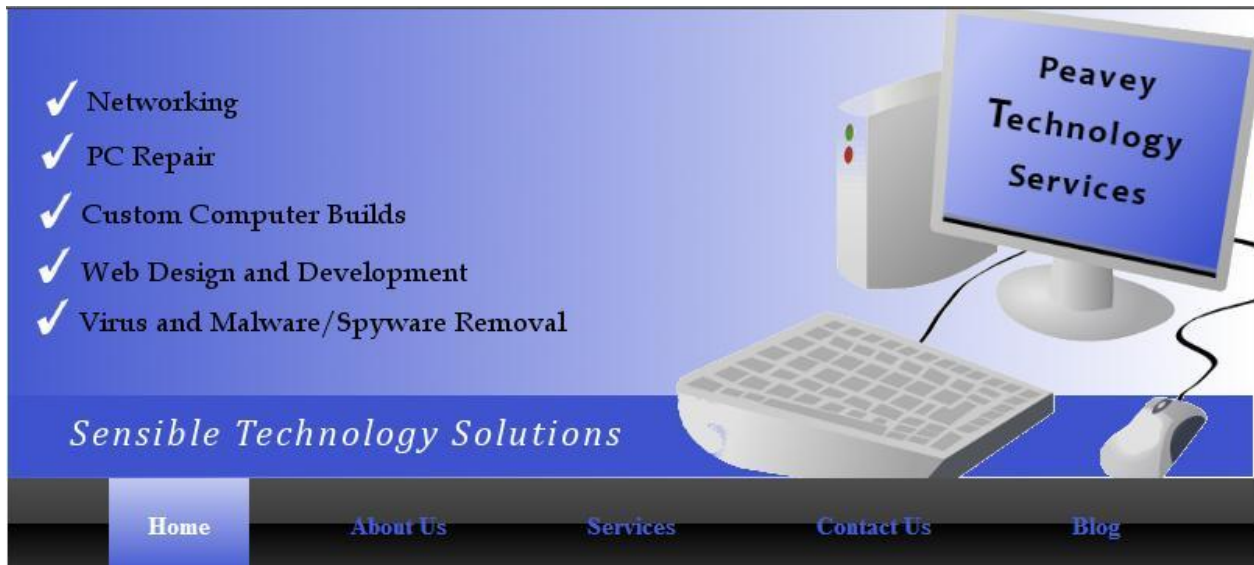 Networking
PC Repair
Custom Computer Builds
Web Design and Development
Virus and Malware/Spyware Removal
Peavey
Technology
Services
Sensible Technology Solutions
Home About Us Services Contact Us Blog